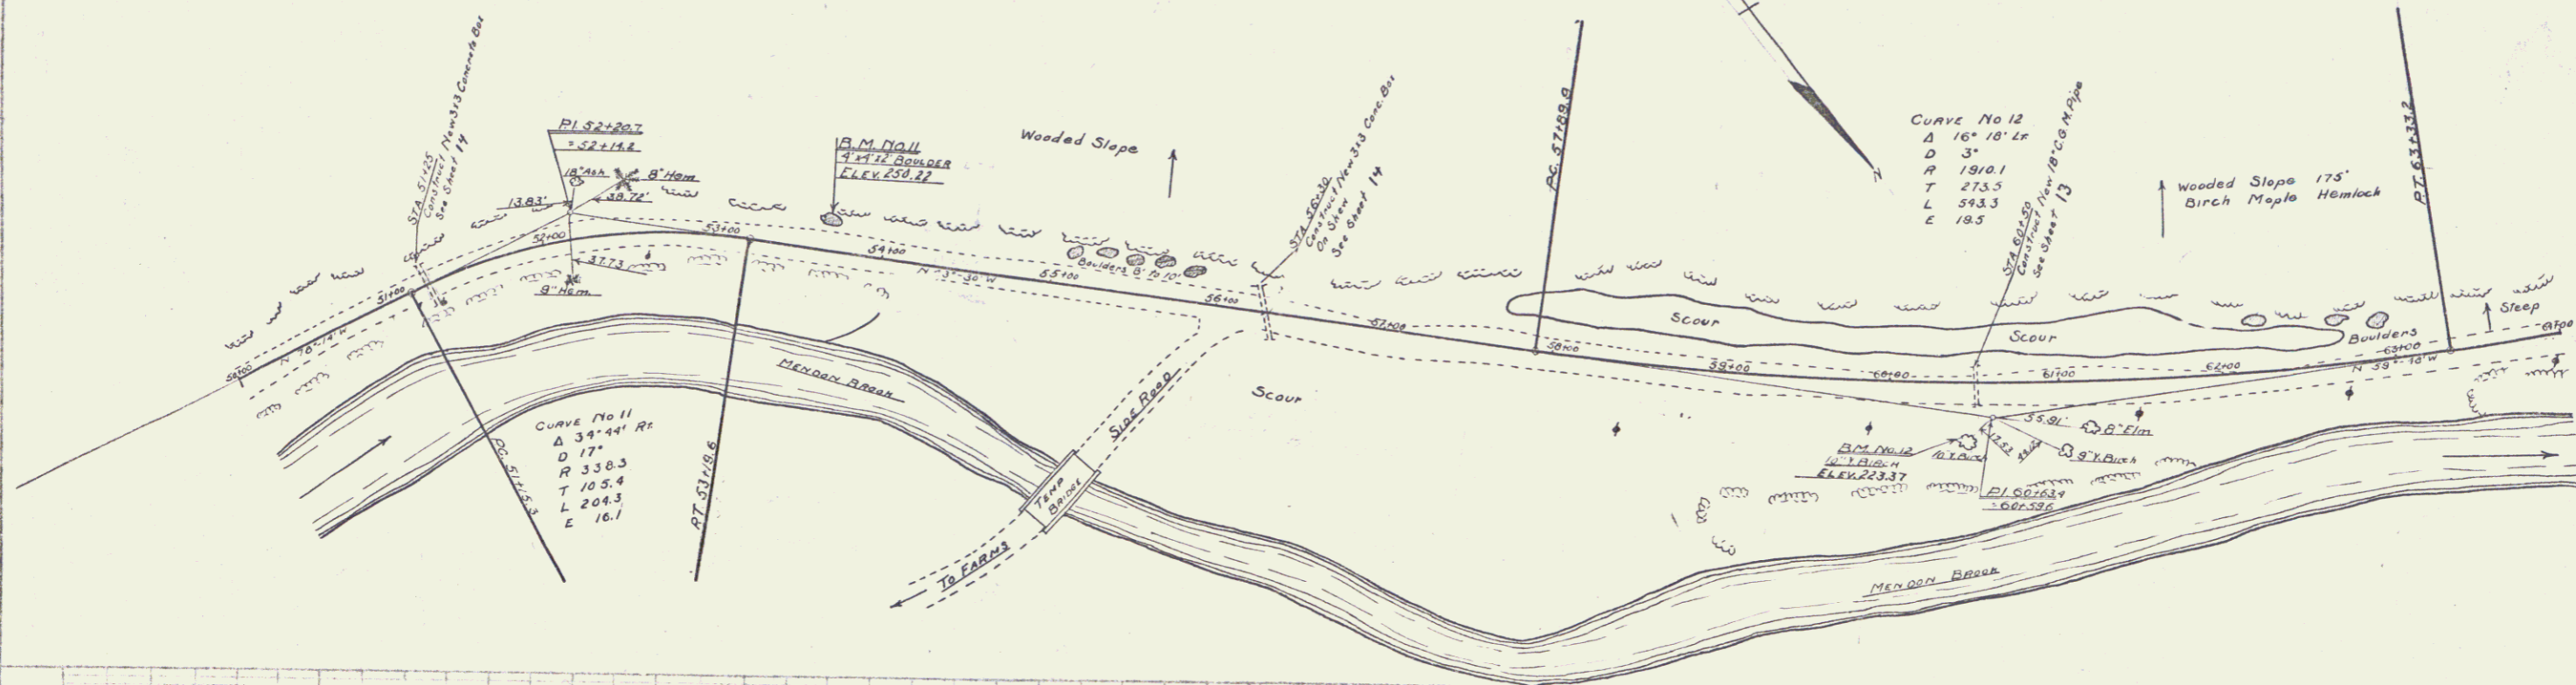 STA. 51+25
Construct New 3x3 Concrete Box
See Sheet 14
P.I. 52+20.7
= 52+14.2
18" Ash
8" Hem
13.83'
38.72'
37.73
8" Hem.
B.M. No.11
4'x4'x2' BOULDER
ELEV. 250.22
Wooded Slope
STA. 56+30
Construct New 3x3 Conc. Box
On Skew
See Sheet 14
P.C. 57+89.9
N
CURVE No 12
Δ 16° 18' Lt
D 3°
R 1910.1
T 273.5
L 543.3
E 19.5
STA. 60+50
Construct New 18" C.G.M. Pipe
See Sheet 13
Wooded Slope 175'
Birch Maple Hemlock
P.T. 63+33.2
50+00
51+00
52+00
53+00
54+00
55+00
56+00
57+00
58+00
59+00
60+00
61+00
62+00
63+00
Boulders 8' to 10'
Scour
Scour
Boulders
Steep
Scour
MENDON BROOK
SIDE ROAD
TEMP
BRIDGE
TO FARMS
CURVE No 11
Δ 34° 44' Rt.
D 17°
R 338.3
T 105.4
L 204.3
E 16.1
P.C. 51+15.3
P.T. 53+19.6
B.M. No.12
10" Y. BIRCH
ELEV. 223.37
10" Y. Birch
55.91'
8" Elm
9" Y. Birch
P.I. 60+63.4
= 60+59.6
MENDON BROOK